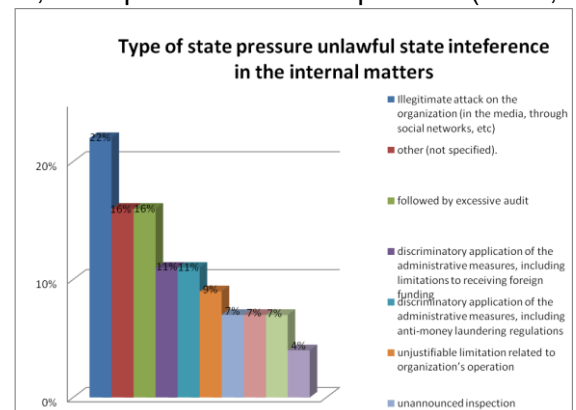 Type of state pressure unlawful state inteference
in the internal matters
Illegitimate attack on the
organization (in the media, through
social networks, etc)
other (not specified).
followed by excessive audit
discriminatory application of the
administrative measures, including
limitations to receiving foreign
funding
discriminatory application of the
administrative measures, including
anti-money laundering regulations
unjustifiable limitation related to
organization's operation
unannounced inspection
20%
10%
0%
22%
16%
16%
11%
11%
9%
7%
7%
7%
4%